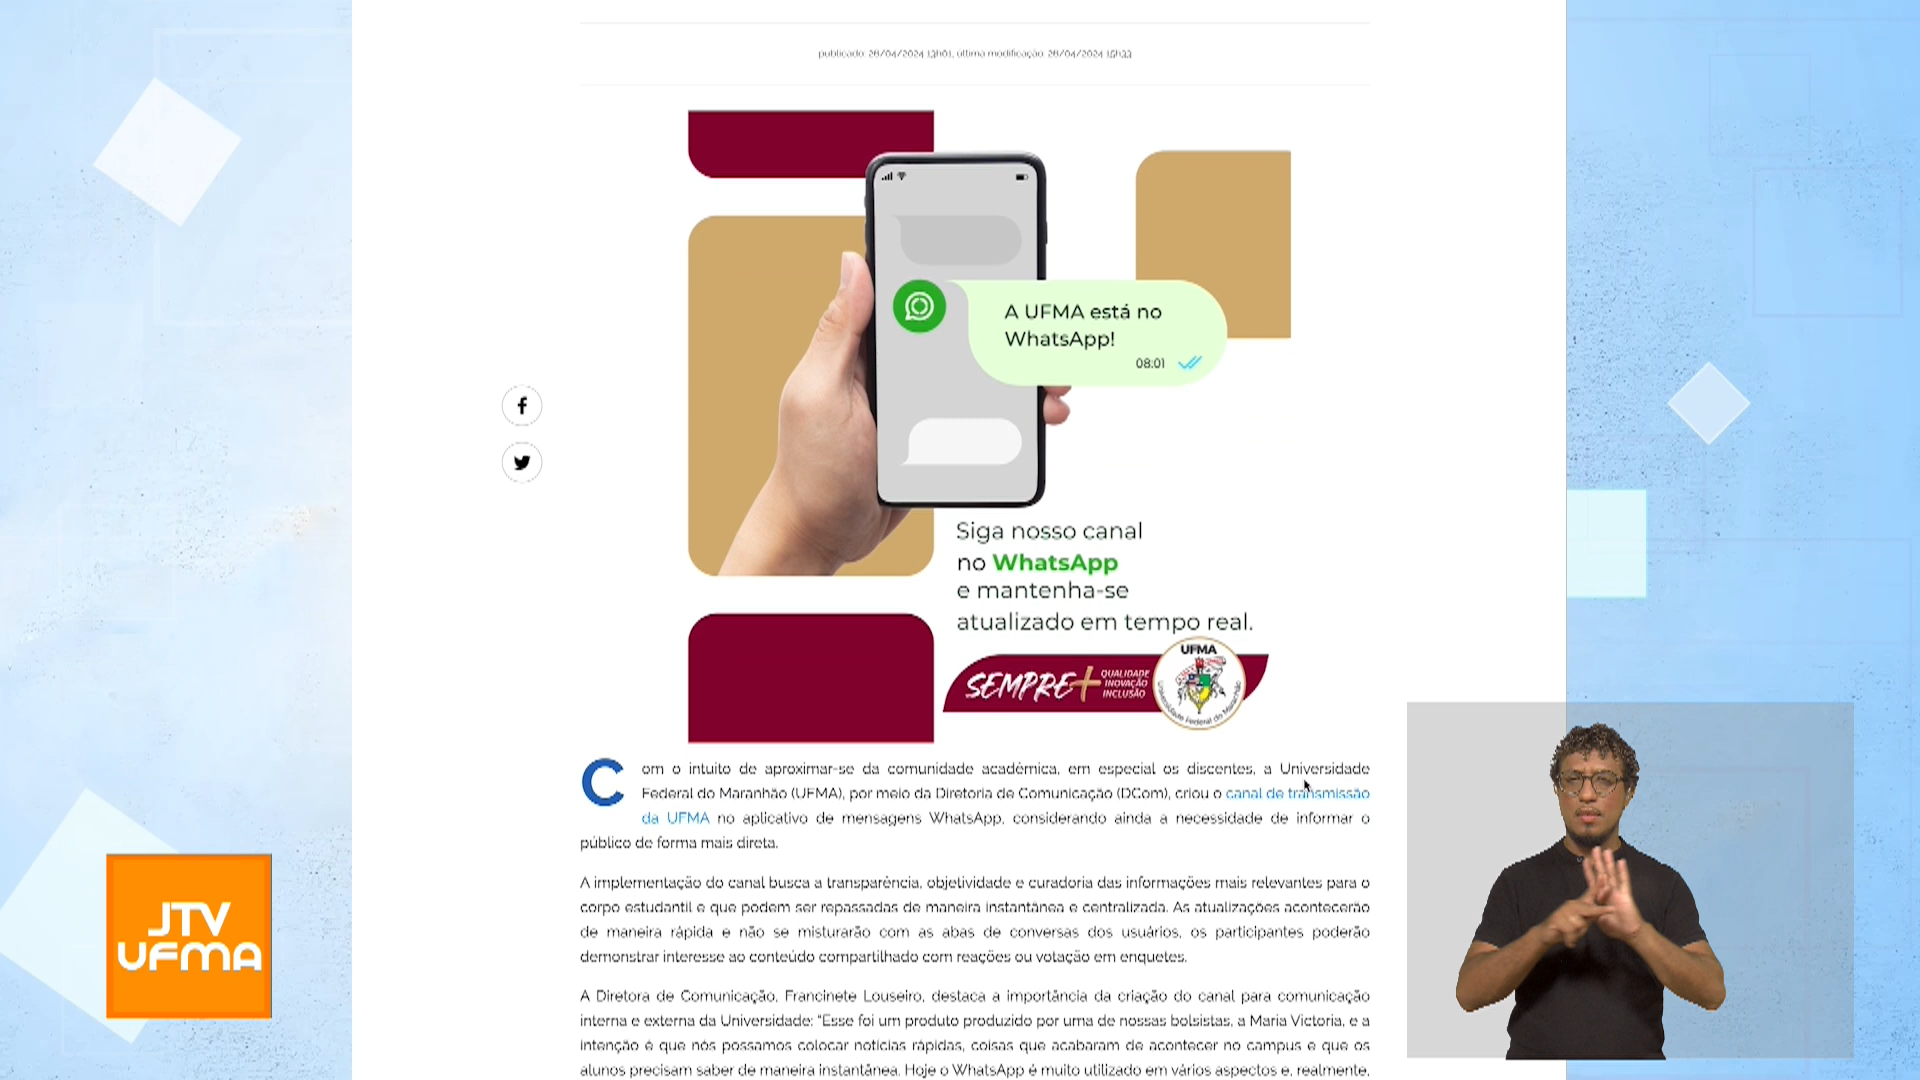 publicado: 26/04/2024 13h01, última modificação: 26/04/2024 15h33
A UFMA está no
WhatsApp!
08:01
Siga nosso canal
no WhatsApp
e mantenha-se
atualizado em tempo real.
SEMPRE+ QUALIDADE
INOVAÇÃO
INCLUSÃO
UFMA
Universidade Federal do Maranhão
Com o intuito de aproximar-se da comunidade acadêmica, em especial os discentes, a Universidade
Federal do Maranhão (UFMA), por meio da Diretoria de Comunicação (DCom), criou o canal de transmissão
da UFMA no aplicativo de mensagens WhatsApp, considerando ainda a necessidade de informar o
público de forma mais direta.
A implementação do canal busca a transparência, objetividade e curadoria das informações mais relevantes para o
corpo estudantil e que podem ser repassadas de maneira instantânea e centralizada. As atualizações acontecerão
de maneira rápida e não se misturarão com as abas de conversas dos usuários, os participantes poderão
demonstrar interesse ao conteúdo compartilhado com reações ou votação em enquetes.
A Diretora de Comunicação, Francinete Louseiro, destaca a importância da criação do canal para comunicação
interna e externa da Universidade: “Esse foi um produto produzido por uma de nossas bolsistas, a Maria Victoria, e a
intenção é que nós possamos colocar notícias rápidas, coisas que acabaram de acontecer no campus e que os
alunos precisam saber de maneira instantânea. Hoje o WhatsApp é muito utilizado em vários aspectos e, realmente,
JTV
UFMA